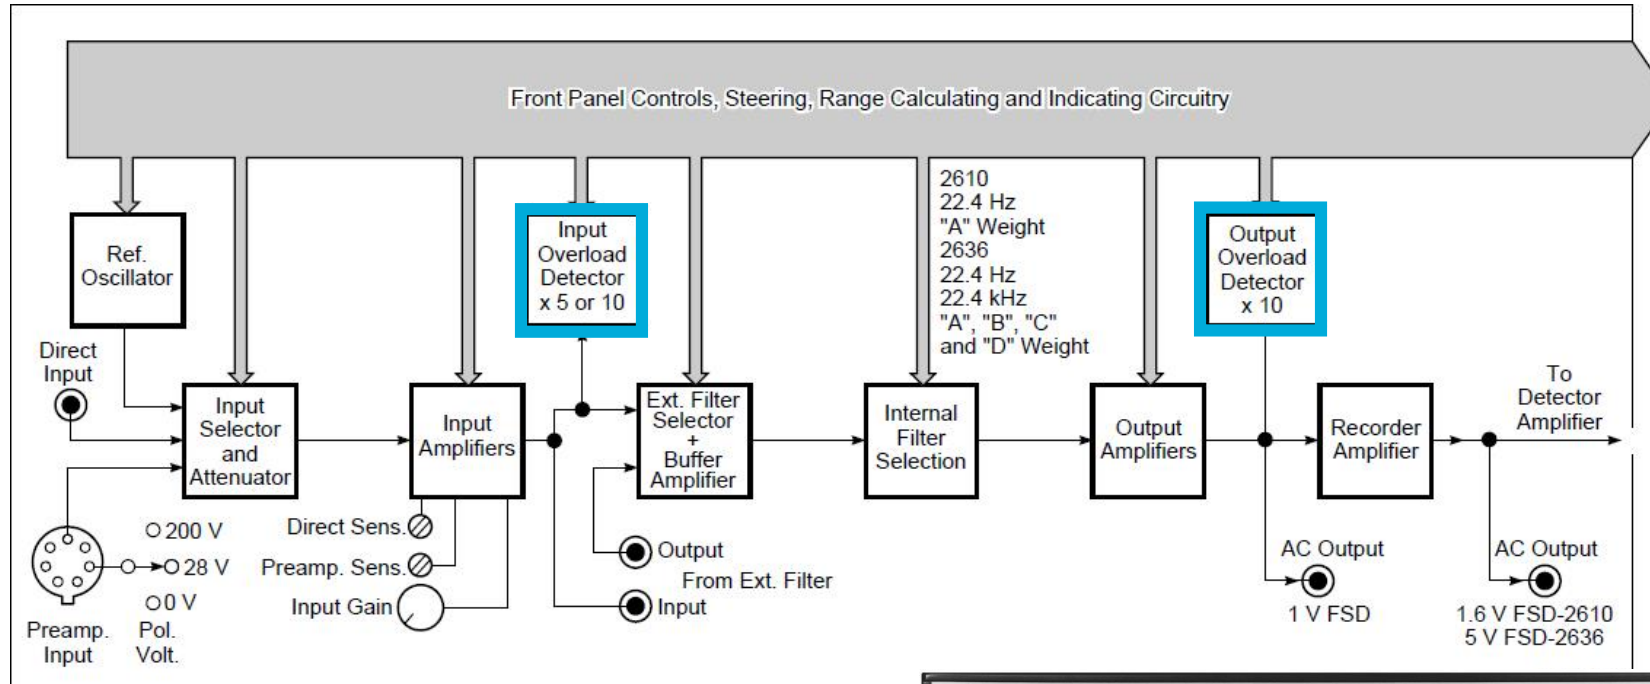 Front Panel Controls, Steering, Range Calculating and Indicating Circuitry
Ref.
Oscillator
Input
Overload
Detector
x 5 or 10
2610
22.4 Hz
"A" Weight
2636
22.4 Hz
22.4 kHz
"A", "B", "C"
and "D" Weight
Output
Overload
Detector
x 10
Direct
Input
Input
Selector
and
Attenuator
Input
Amplifiers
Ext. Filter
Selector
+
Buffer
Amplifier
Internal
Filter
Selection
Output
Amplifiers
Recorder
Amplifier
To
Detector
Amplifier
200 V
28 V
0 V
Preamp.
Input
Pol.
Volt.
Direct Sens.
Preamp. Sens.
Input Gain
Output
From Ext. Filter
Input
AC Output
1 V FSD
AC Output
1.6 V FSD-2610
5 V FSD-2636